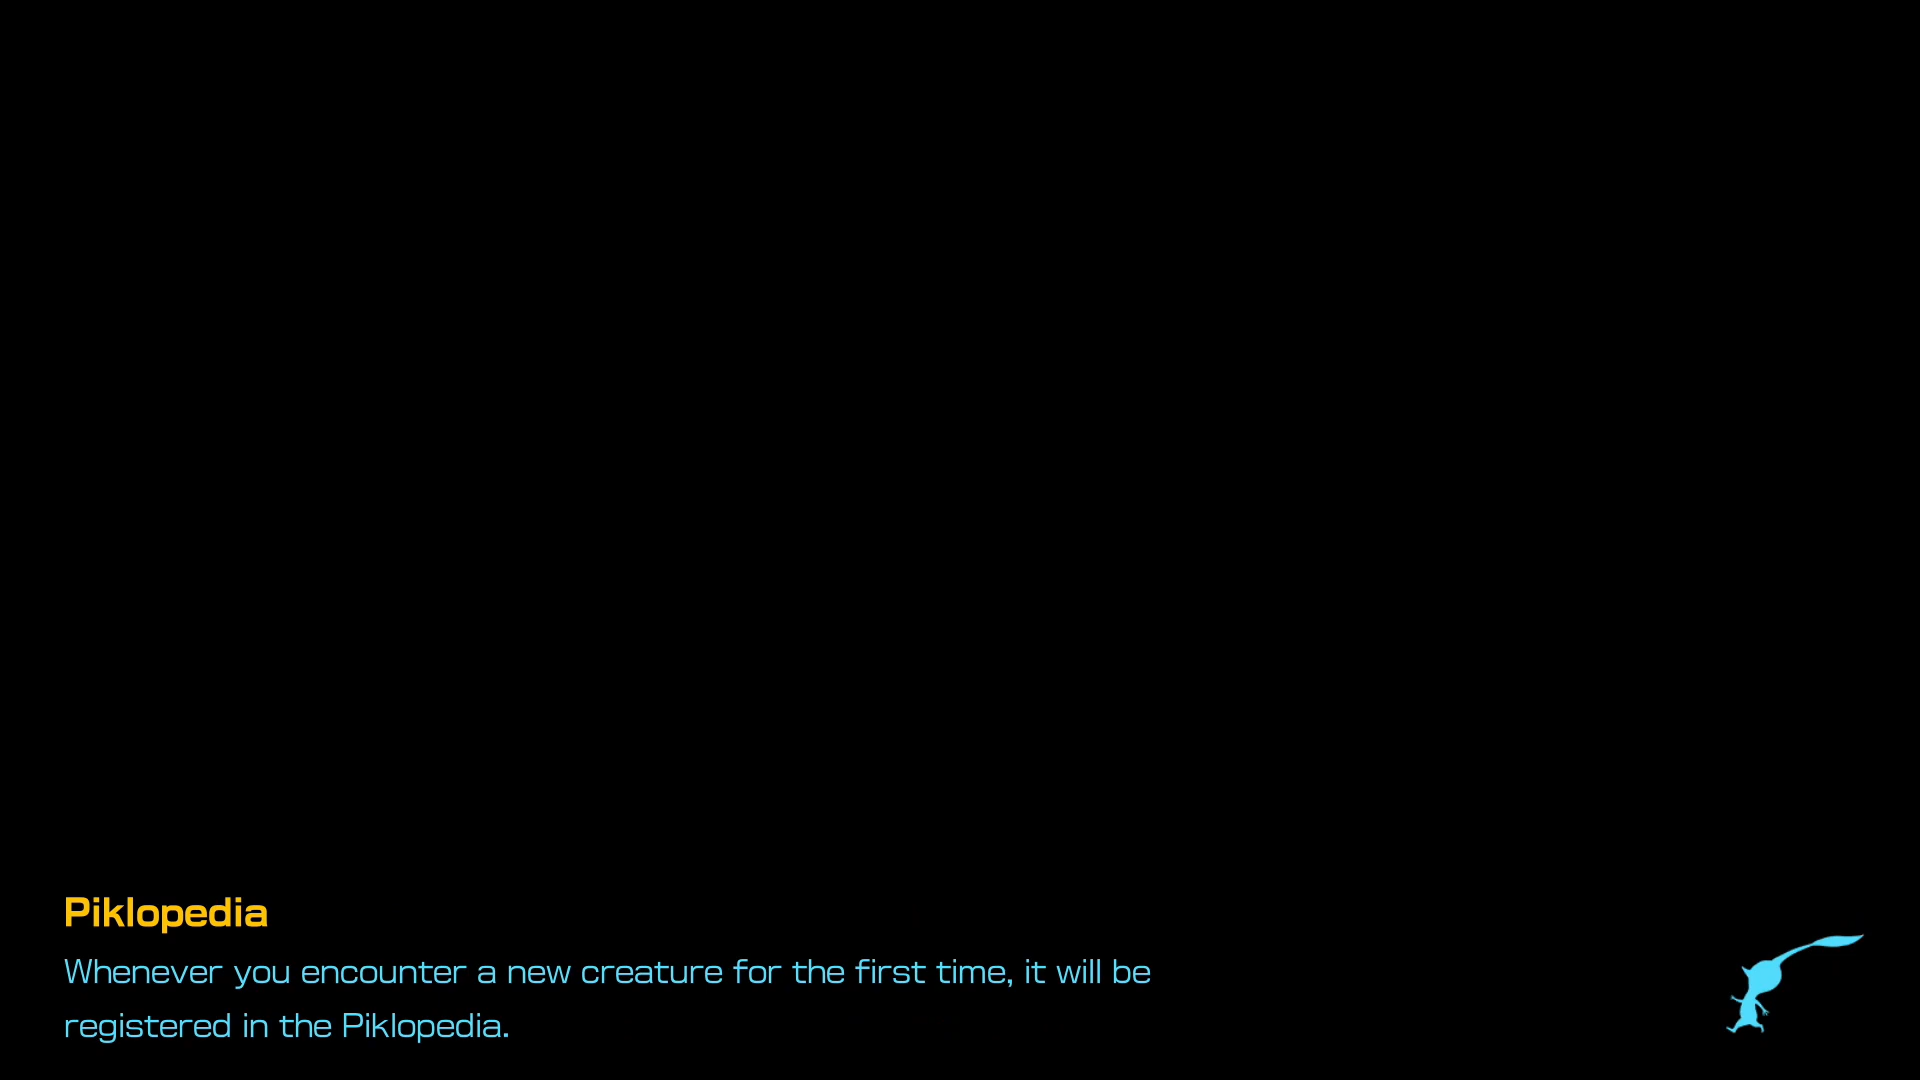 Piklopedia
Whenever you encounter a new creature for the first time, it will be
registered in the Piklopedia.